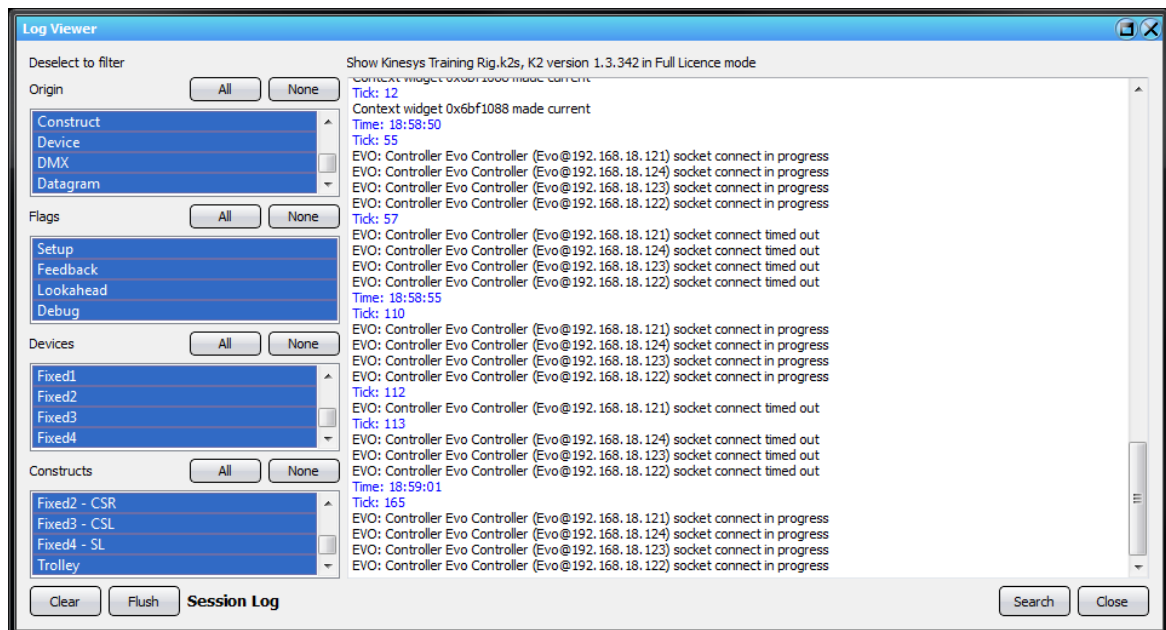 Log Viewer
Deselect to filter
Show Kinesys Training Rig.k2s, K2 version 1.3.342 in Full Licence mode
Origin
All
None
Construct
Device
DMX
Datagram
Flags
All
None
Setup
Feedback
Lookahead
Debug
Devices
All
None
Fixed1
Fixed2
Fixed3
Fixed4
Constructs
All
None
Fixed2 - CSR
Fixed3 - CSL
Fixed4 - SL
Trolley
Context widget 0x6bf1088 made current
Tick: 12
Context widget 0x6bf1088 made current
Time: 18:58:50
Tick: 55
EVO: Controller Evo Controller (Evo@192.168.18.121) socket connect in progress
EVO: Controller Evo Controller (Evo@192.168.18.124) socket connect in progress
EVO: Controller Evo Controller (Evo@192.168.18.123) socket connect in progress
EVO: Controller Evo Controller (Evo@192.168.18.122) socket connect in progress
Tick: 57
EVO: Controller Evo Controller (Evo@192.168.18.121) socket connect timed out
EVO: Controller Evo Controller (Evo@192.168.18.124) socket connect timed out
EVO: Controller Evo Controller (Evo@192.168.18.123) socket connect timed out
EVO: Controller Evo Controller (Evo@192.168.18.122) socket connect timed out
Time: 18:58:55
Tick: 110
EVO: Controller Evo Controller (Evo@192.168.18.121) socket connect in progress
EVO: Controller Evo Controller (Evo@192.168.18.124) socket connect in progress
EVO: Controller Evo Controller (Evo@192.168.18.123) socket connect in progress
EVO: Controller Evo Controller (Evo@192.168.18.122) socket connect in progress
Tick: 112
EVO: Controller Evo Controller (Evo@192.168.18.121) socket connect timed out
Tick: 113
EVO: Controller Evo Controller (Evo@192.168.18.124) socket connect timed out
EVO: Controller Evo Controller (Evo@192.168.18.123) socket connect timed out
EVO: Controller Evo Controller (Evo@192.168.18.122) socket connect timed out
Time: 18:59:01
Tick: 165
EVO: Controller Evo Controller (Evo@192.168.18.121) socket connect in progress
EVO: Controller Evo Controller (Evo@192.168.18.124) socket connect in progress
EVO: Controller Evo Controller (Evo@192.168.18.123) socket connect in progress
EVO: Controller Evo Controller (Evo@192.168.18.122) socket connect in progress
Clear
Flush
Session Log
Search
Close